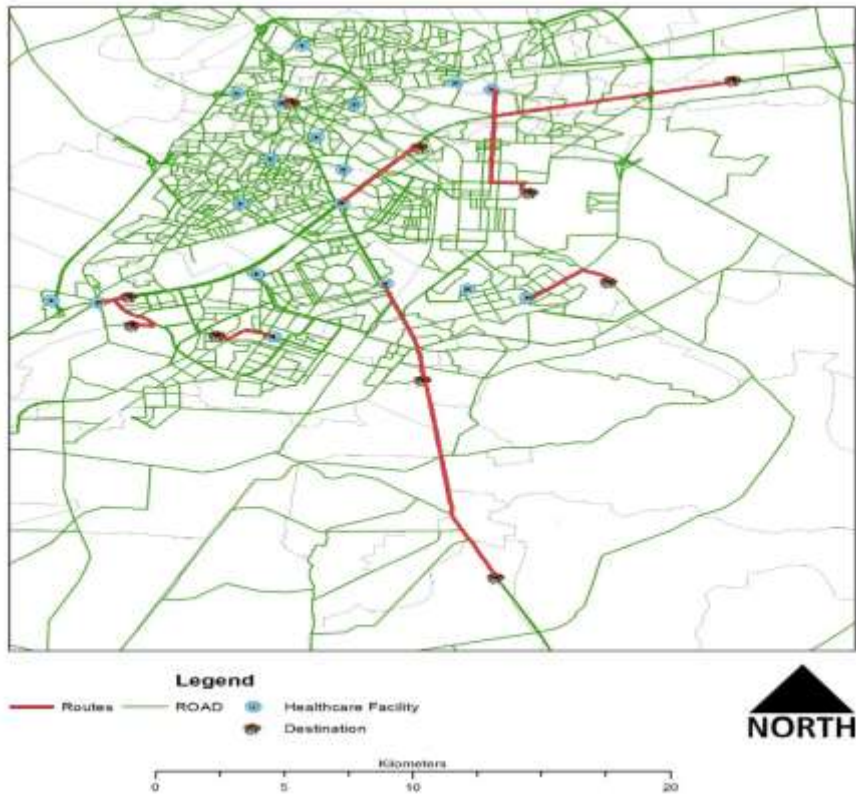 Legend
Routes ROAD Healthcare Facility
Destination
NORTH
Kilometers
0 5 10 20